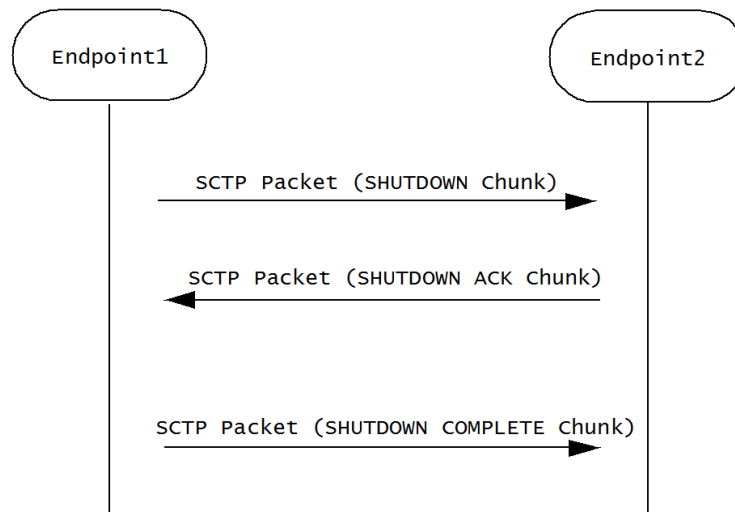 Endpoint1
Endpoint2
SCTP Packet (SHUTDOWN Chunk)
SCTP Packet (SHUTDOWN ACK Chunk)
SCTP Packet (SHUTDOWN COMPLETE Chunk)